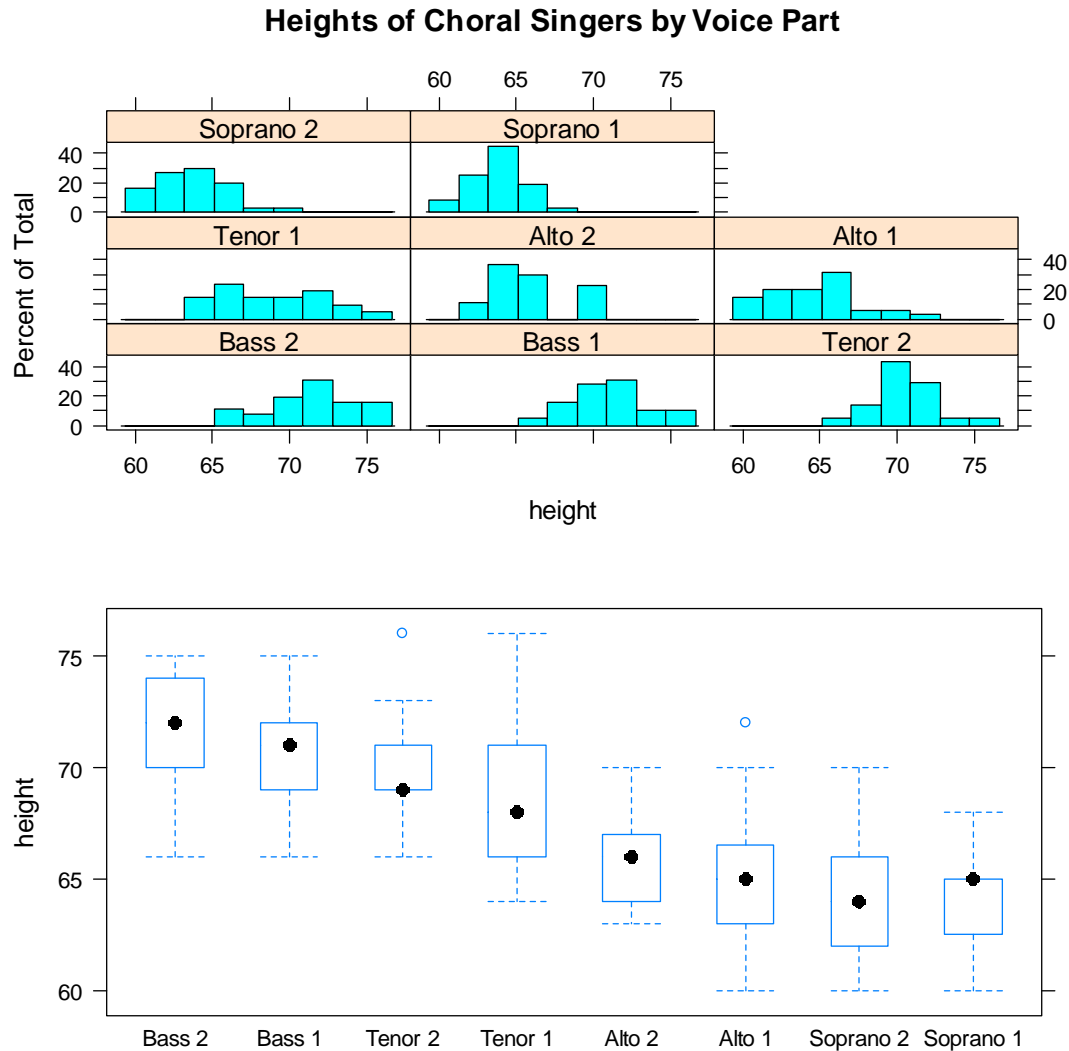 Heights of Choral Singers by Voice Part
60 65 70 75
Soprano 2 Soprano 1
40
20
0
Tenor 1 Alto 2 Alto 1
40
20
0
Bass 2 Bass 1 Tenor 2
40
20
0
Percent of Total
60 65 70 75 60 65 70 75
height
75
70
65
60
height
Bass 2 Bass 1 Tenor 2 Tenor 1 Alto 2 Alto 1 Soprano 2 Soprano 1